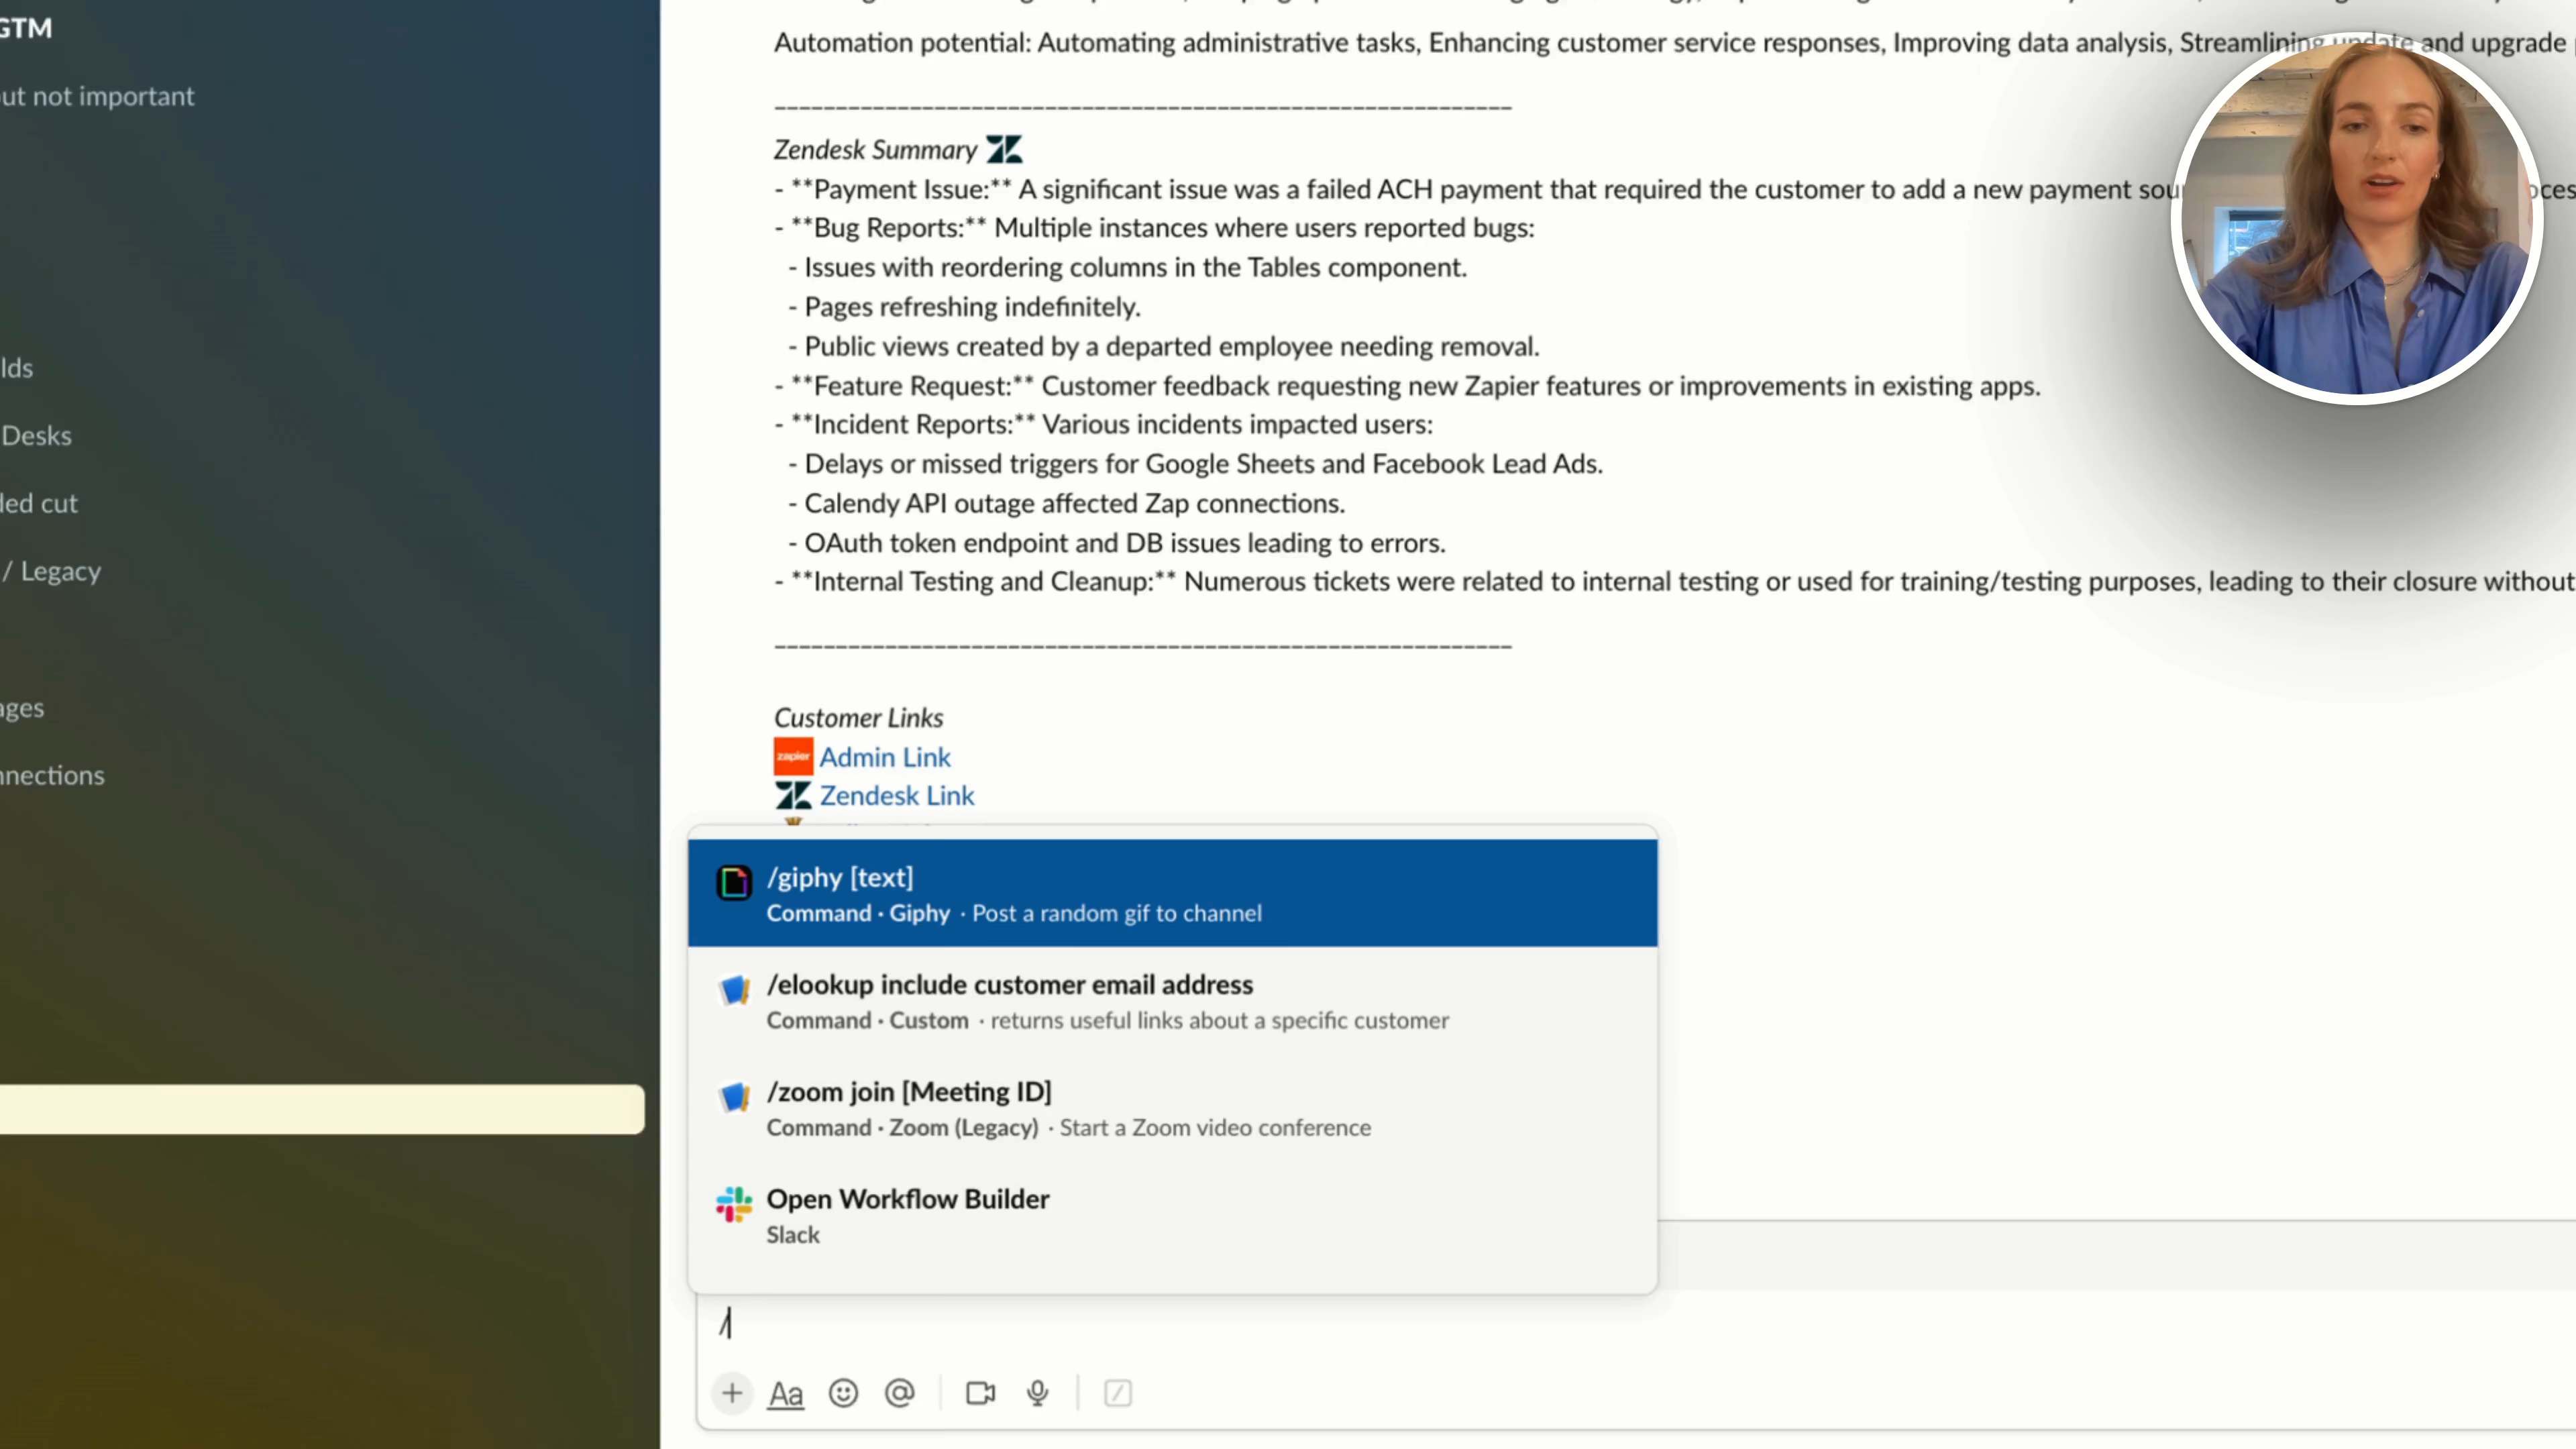 GTM
ut not important
lds
Desks
ded cut
/ Legacy
ages
nnections
Automation potential: Automating administrative tasks, Enhancing customer service responses, Improving data analysis, Streamlining update and upgrade
Zendesk Summary
- **Payment Issue:** A significant issue was a failed ACH payment that required the customer to add a new payment sou
- **Bug Reports:** Multiple instances where users reported bugs:
- Issues with reordering columns in the Tables component.
- Pages refreshing indefinitely.
- Public views created by a departed employee needing removal.
- **Feature Request:** Customer feedback requesting new Zapier features or improvements in existing apps.
- **Incident Reports:** Various incidents impacted users:
- Delays or missed triggers for Google Sheets and Facebook Lead Ads.
- Calendy API outage affected Zap connections.
- OAuth token endpoint and DB issues leading to errors.
- **Internal Testing and Cleanup:** Numerous tickets were related to internal testing or used for training/testing purposes, leading to their closure without
Customer Links
zapier Admin Link
Zendesk Link
/giphy [text]
Command · Giphy · Post a random gif to channel
/elookup include customer email address
Command · Custom · returns useful links about a specific customer
/zoom join [Meeting ID]
Command · Zoom (Legacy) · Start a Zoom video conference
Open Workflow Builder
Slack
/
Aa